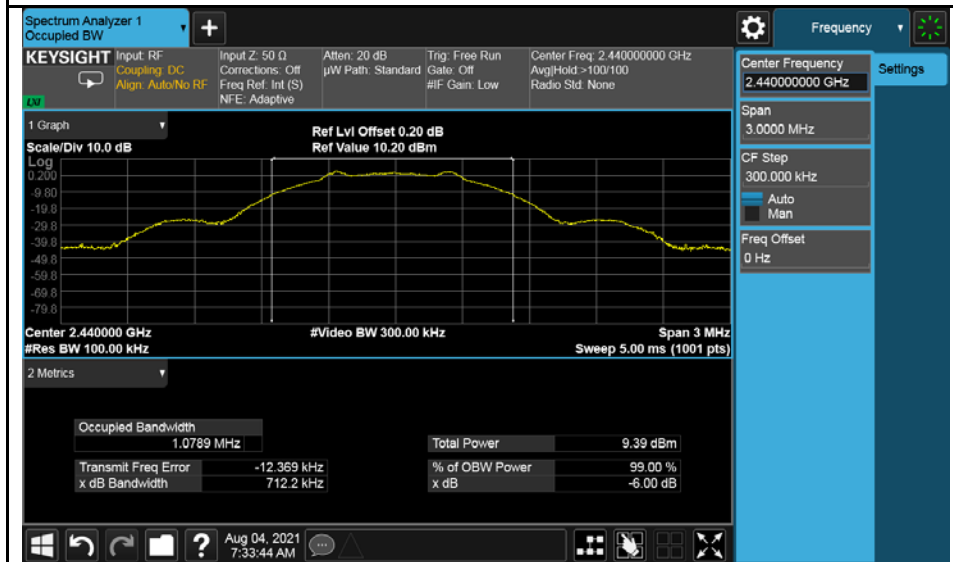 Spectrum Analyzer 1
Occupied BW
+
Frequency
KEYSIGHT
LXI
Input: RF
Coupling: DC
Align: Auto/No RF
Input Z: 50 Ω
Corrections: Off
Freq Ref: Int (S)
NFE: Adaptive
Atten: 20 dB
µW Path: Standard
Trig: Free Run
Gate: Off
#IF Gain: Low
Center Freq: 2.440000000 GHz
Avg|Hold:>100/100
Radio Std: None
Center Frequency
2.440000000 GHz
Settings
Span
3.0000 MHz
CF Step
300.000 kHz
Auto
Man
Freq Offset
0 Hz
1 Graph
Scale/Div 10.0 dB
Ref Lvl Offset 0.20 dB
Ref Value 10.20 dBm
Log
0.200
-9.80
-19.8
-29.8
-39.8
-49.8
-59.8
-69.8
-79.8
Center 2.440000 GHz
#Video BW 300.00 kHz
Span 3 MHz
#Res BW 100.00 kHz
Sweep 5.00 ms (1001 pts)
2 Metrics
Occupied Bandwidth
1.0789 MHz
Total Power 9.39 dBm
Transmit Freq Error -12.369 kHz
% of OBW Power 99.00 %
x dB Bandwidth 712.2 kHz
x dB -6.00 dB
?
Aug 04, 2021
7:33:44 AM